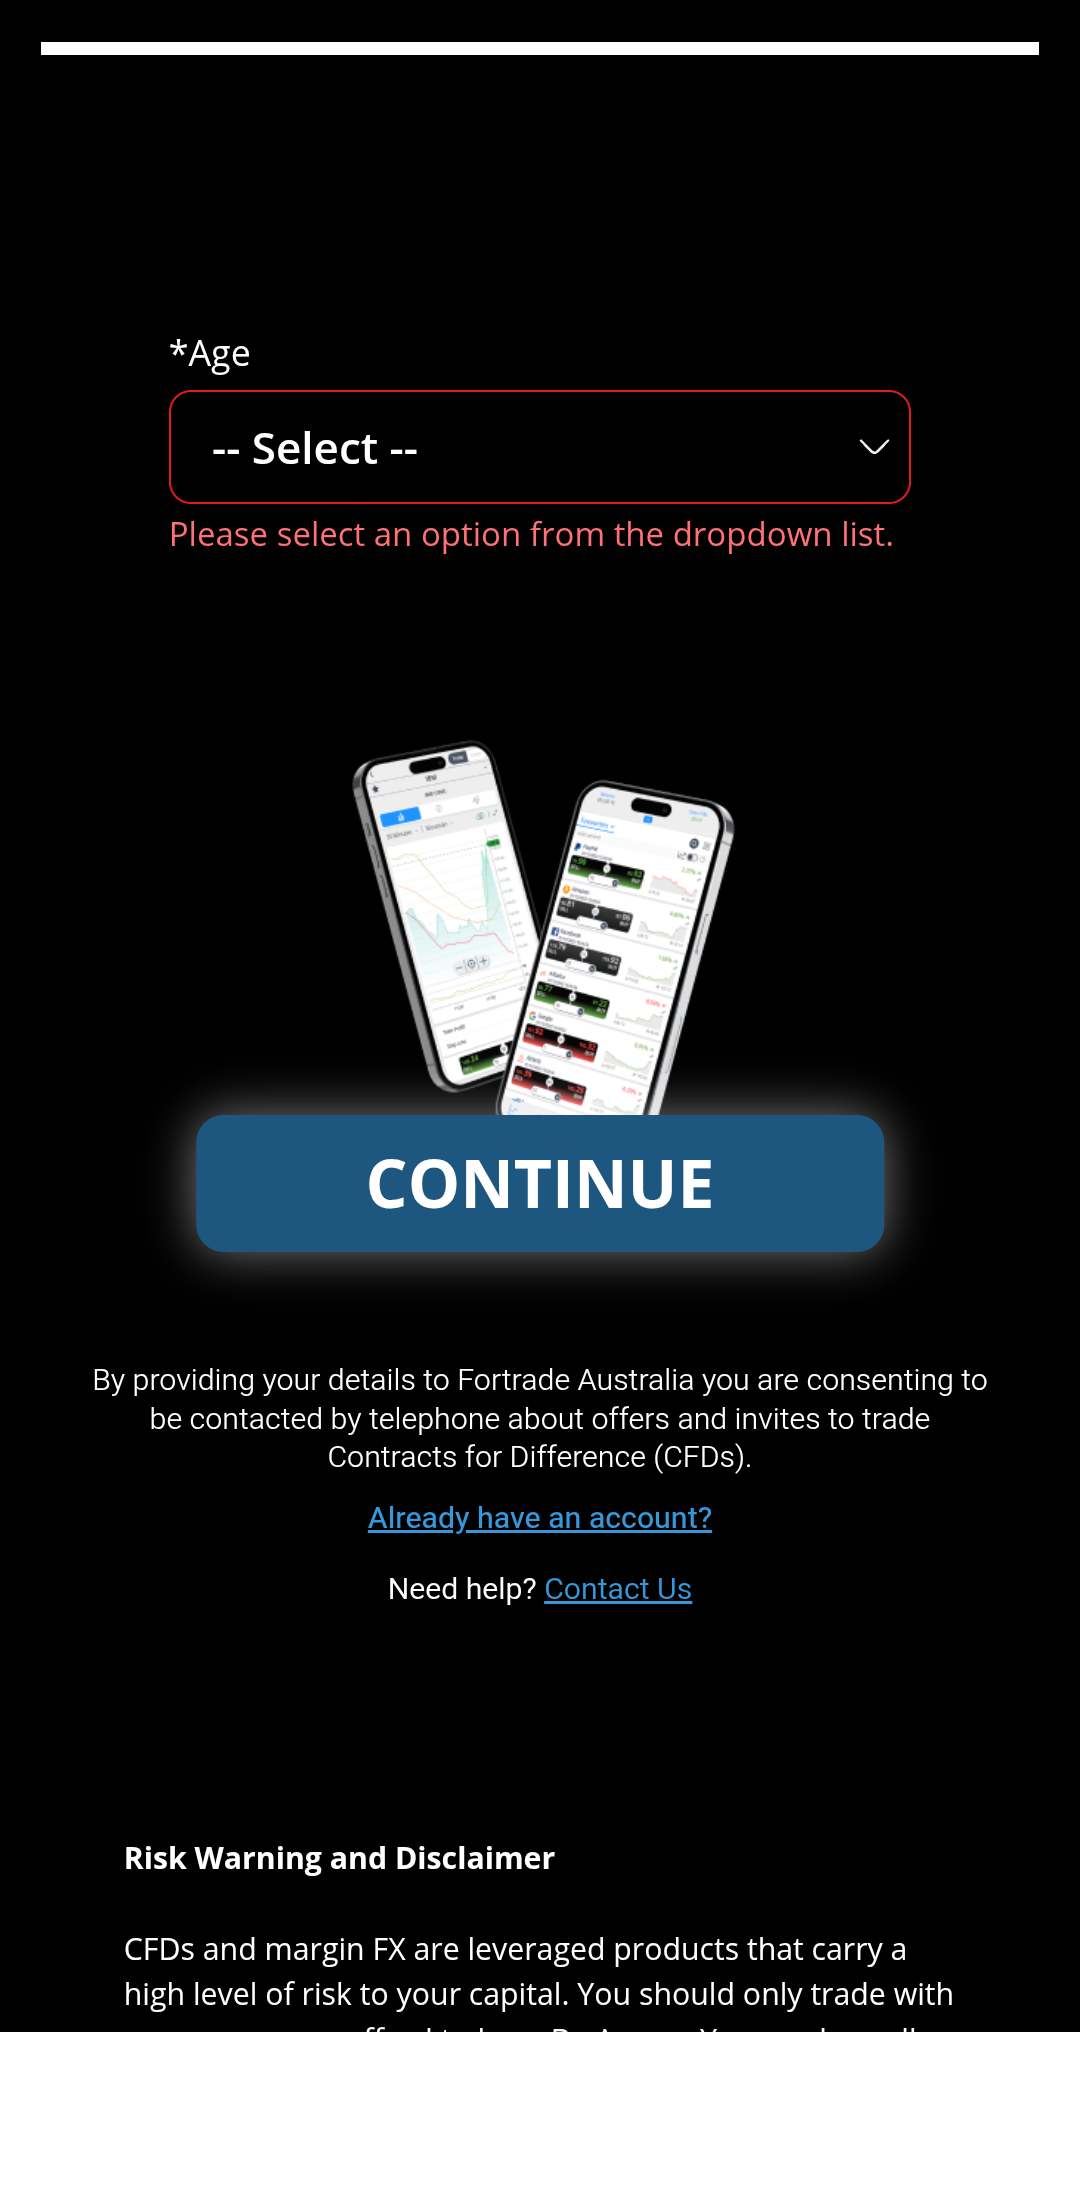 *Age
-- Select --
Please select an option from the dropdown list.
CONTINUE
By providing your details to Fortrade Australia you are consenting to
be contacted by telephone about offers and invites to trade
Contracts for Difference (CFDs).
Already have an account?
Need help? Contact Us
Risk Warning and Disclaimer
CFDs and margin FX are leveraged products that carry a
high level of risk to your capital. You should only trade with